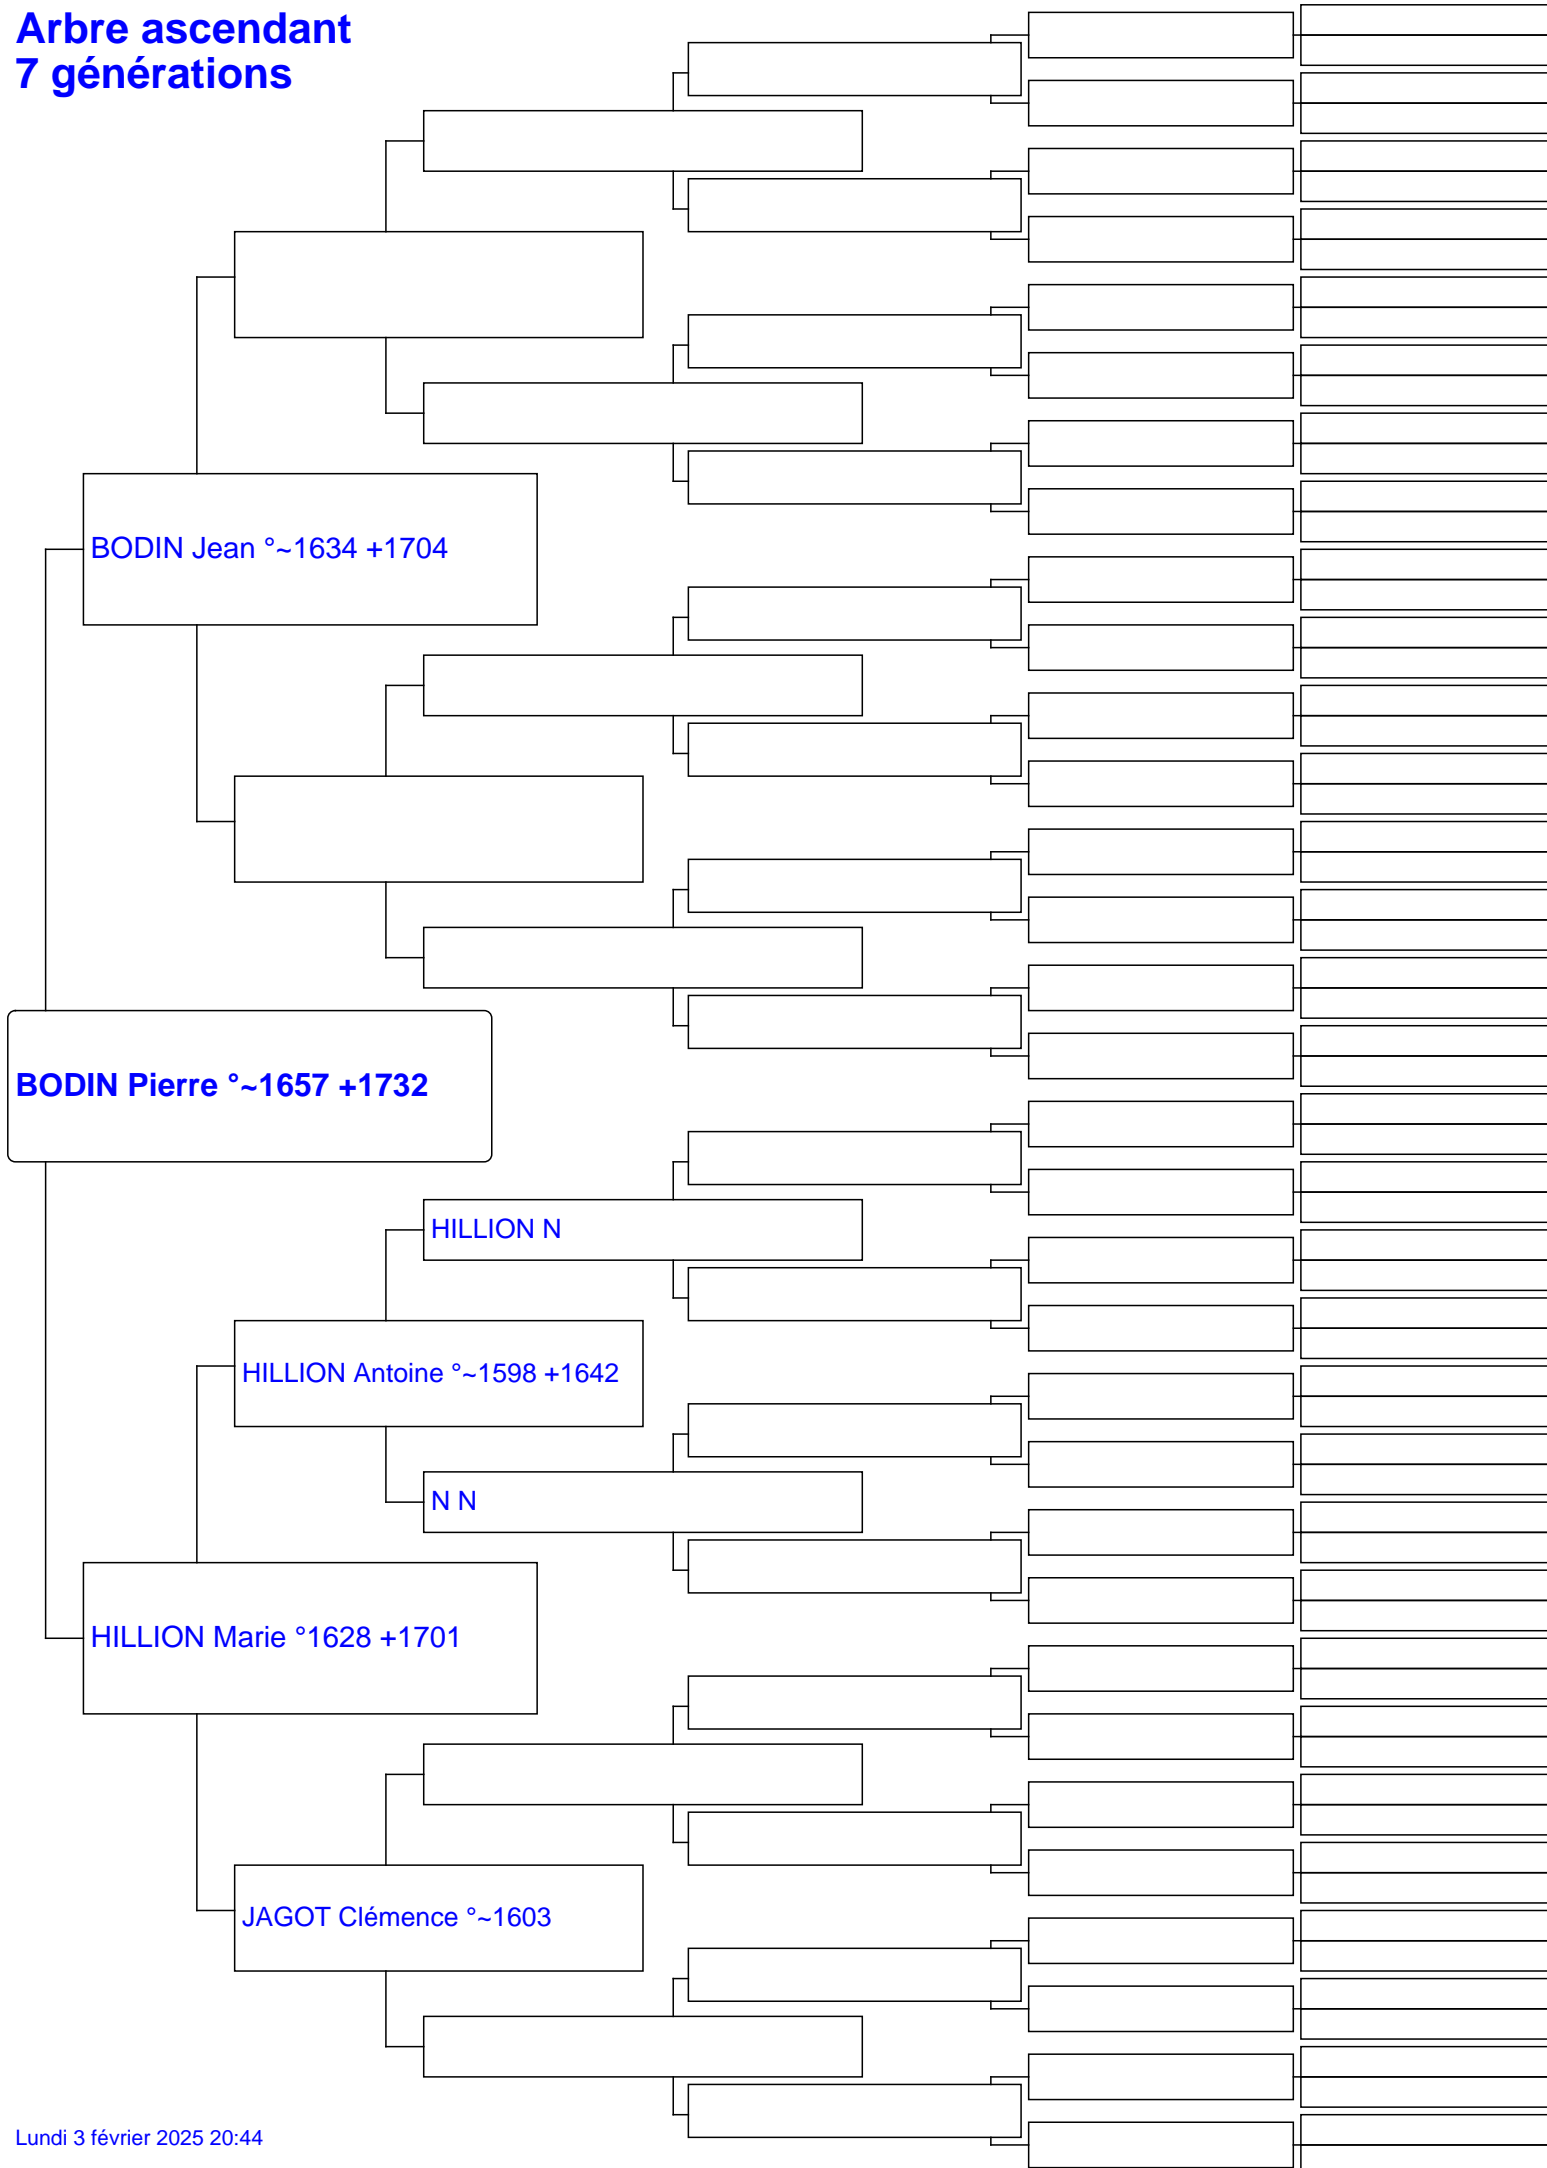 Arbre ascendant
7 générations
BODIN Jean °~1634 +1704
BODIN Pierre °~1657 +1732
HILLION N
HILLION Antoine °~1598 +1642
N N
HILLION Marie °1628 +1701
JAGOT Clémence °~1603
Lundi 3 février 2025 20:44